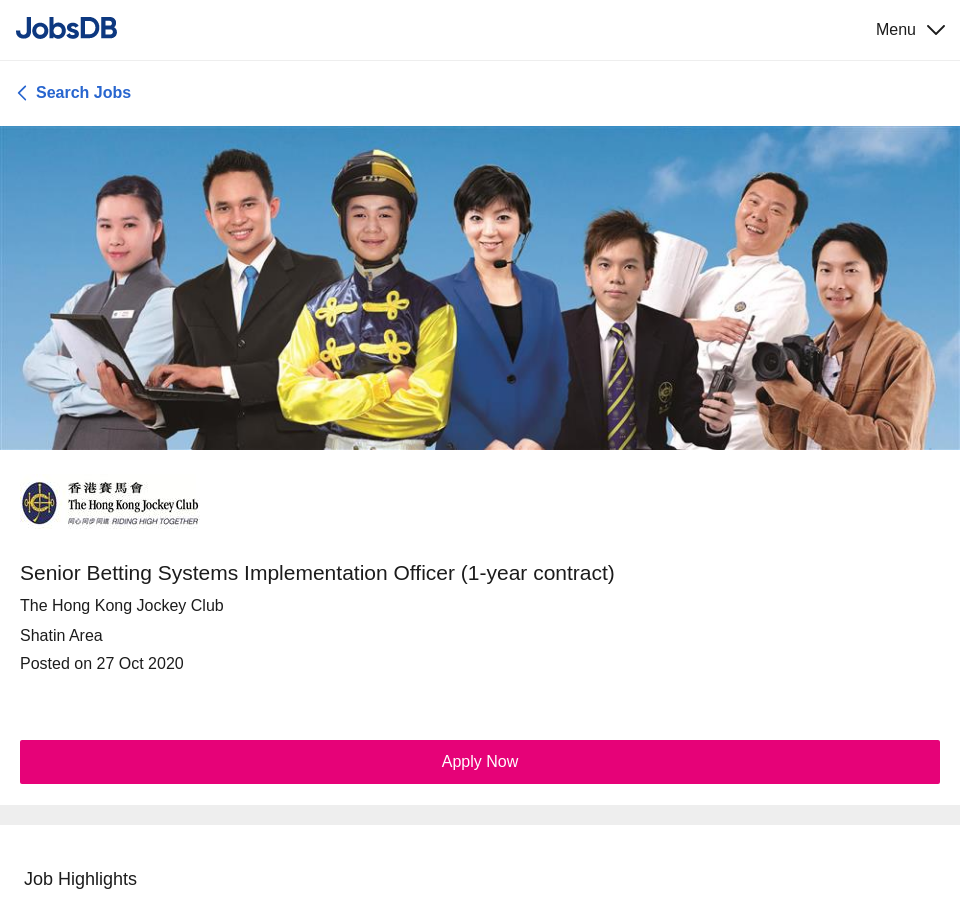 JobsDB
Menu
Search Jobs
香港賽馬會
The Hong Kong Jockey Club
同心同步同進 RIDING HIGH TOGETHER
Senior Betting Systems Implementation Officer (1-year contract)
The Hong Kong Jockey Club
Shatin Area
Posted on 27 Oct 2020
Apply Now
Job Highlights